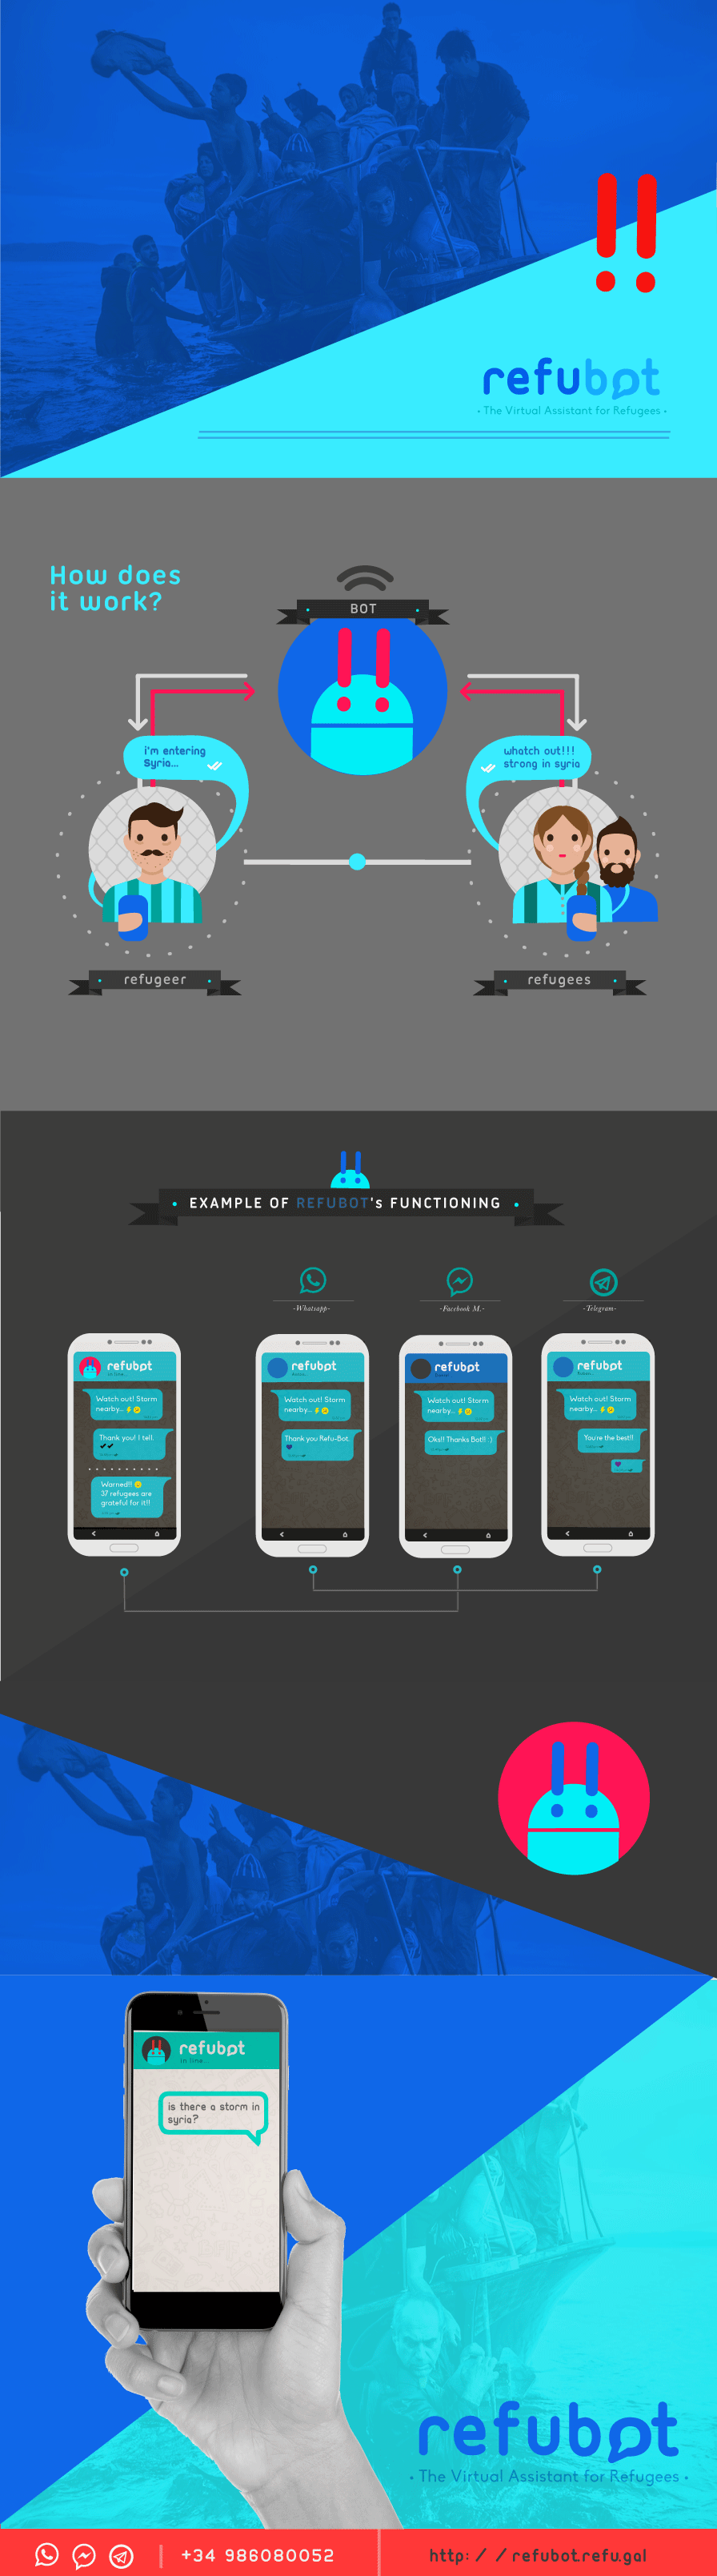 refubot
• The Virtual Assistant for Refugees •
How does
it work?
BOT
i'm entering
Syria...
whatch out!!!
strong in syria
refugeer
refugees
EXAMPLE OF REFUBOT's FUNCTIONING
-Whatsapp-
-Facebook M.-
-Telegram-
refubot
Watch out! Storm
nearby...
Thank you! I tell
Warned!!
37 refugees are
grateful for it!!
refubot
Watch out! Storm
nearby...
Thank you Refu-Bot.
refubot
Watch out! Storm
nearby...
Oks!! Thanks Bot!! :)
refubot
Watch out! Storm
nearby...
You're the best!!
refubot
in line...
is there a storm in
syria?
refubot
• The Virtual Assistant for Refugees •
+34 986080052
http: / / refubot.refu.gal